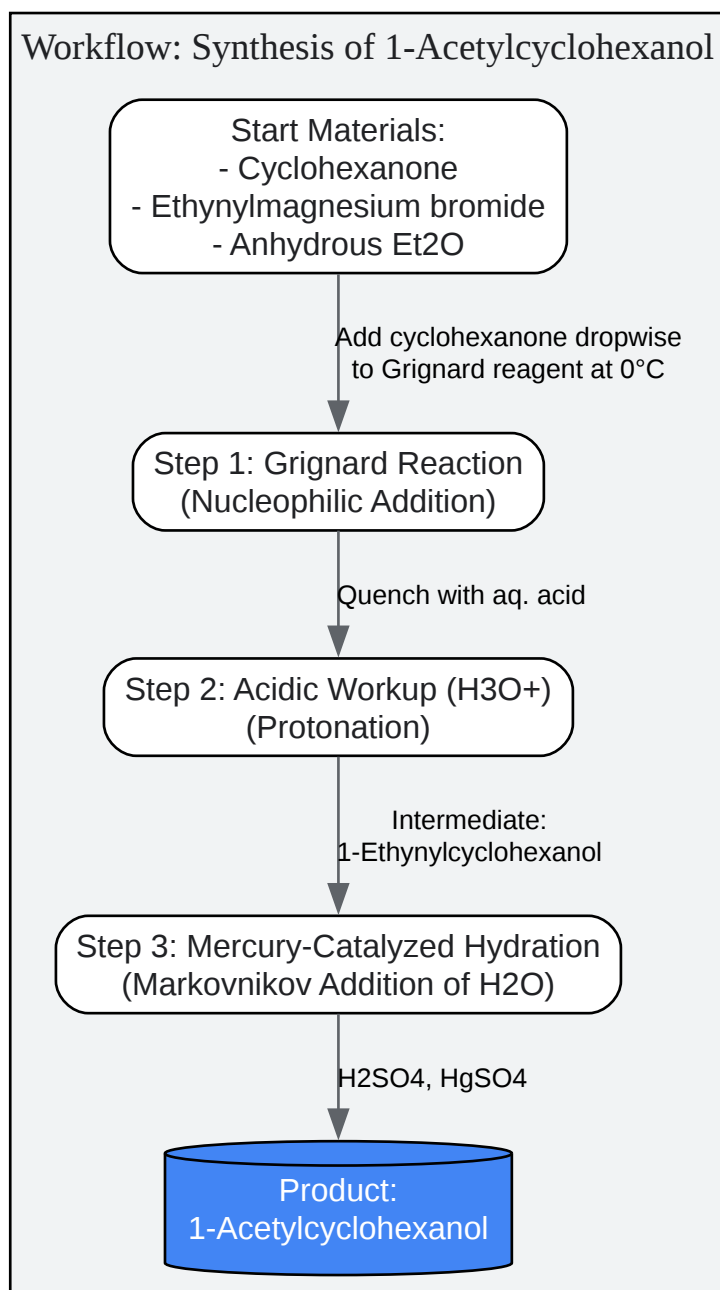 Workflow: Synthesis of 1-Acetylcyclohexanol
Start Materials:
- Cyclohexanone
- Ethynylmagnesium bromide
- Anhydrous Et2O
Add cyclohexanone dropwise
to Grignard reagent at 0°C
Step 1: Grignard Reaction
(Nucleophilic Addition)
Quench with aq. acid
Step 2: Acidic Workup (H3O+)
(Protonation)
Intermediate:
1-Ethynylcyclohexanol
Step 3: Mercury-Catalyzed Hydration
(Markovnikov Addition of H2O)
H2SO4, HgSO4
Product:
1-Acetylcyclohexanol